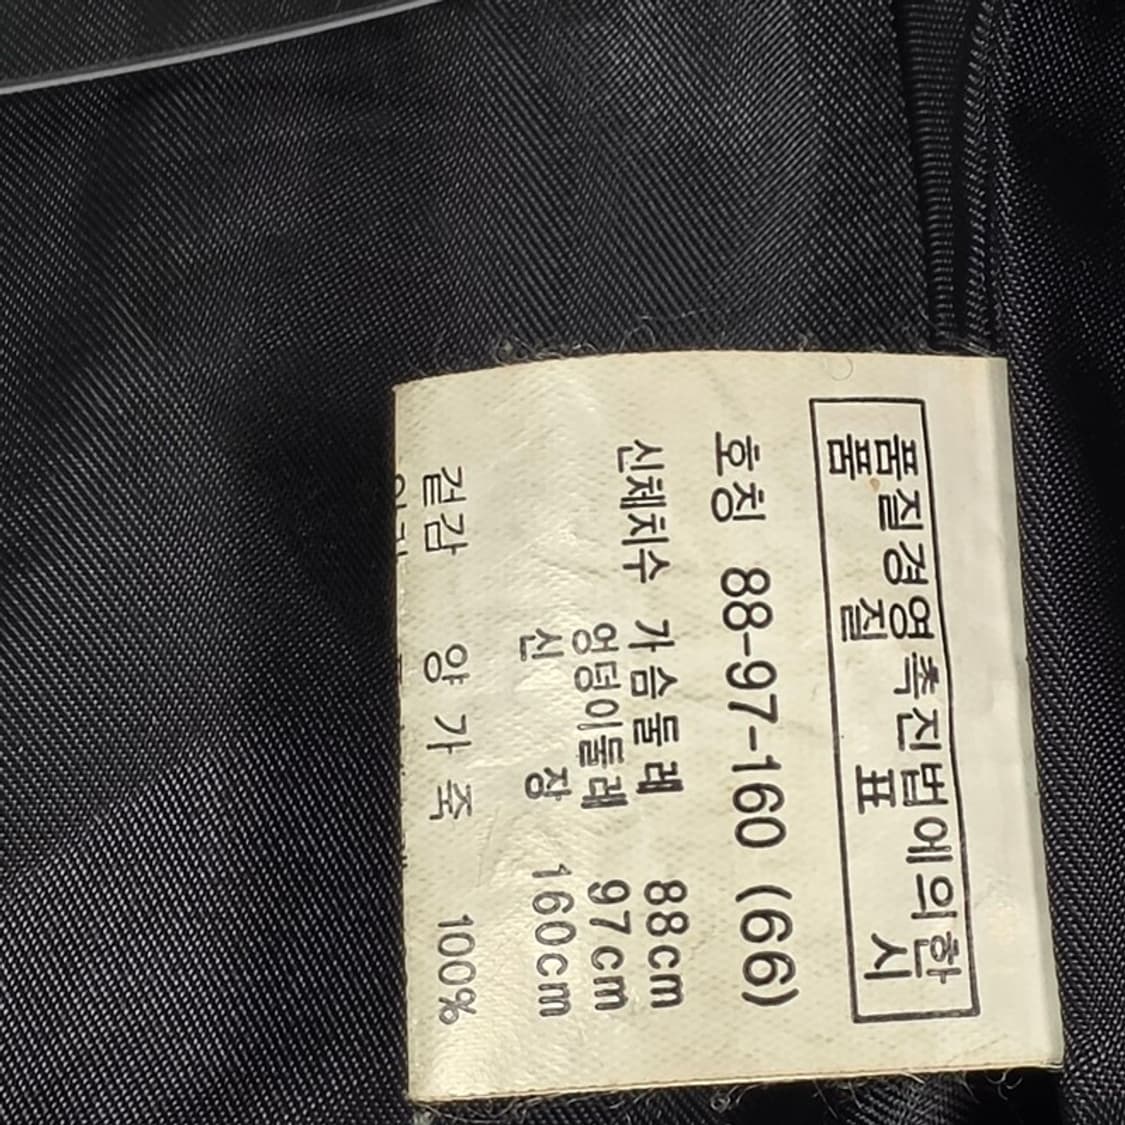 품질경영촉진법에의한
품 질 표 시
호칭 88-97-160 (66)
신체치수 가슴둘레 88cm
엉덩이둘레 97cm
신 장 160cm
겉감 양 가 죽 100%